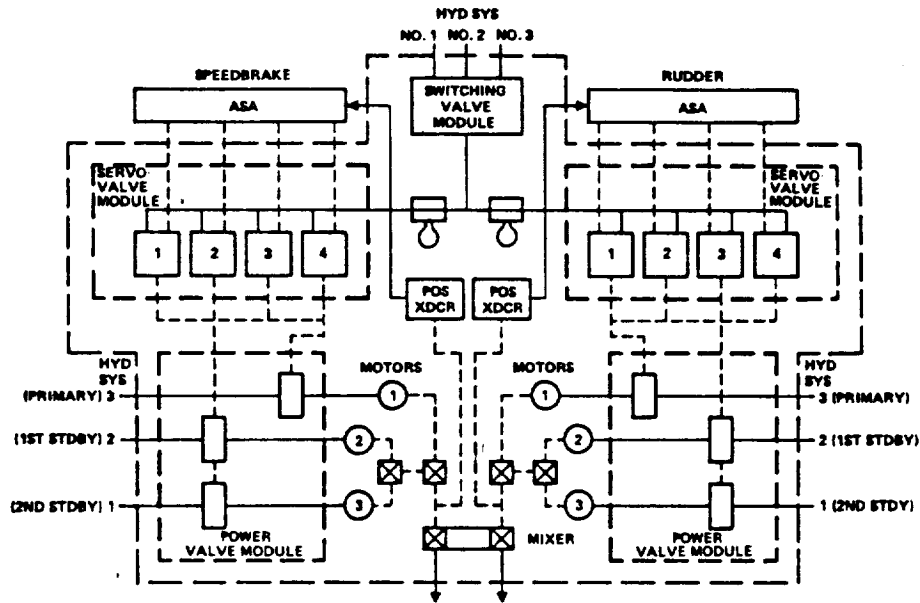 HYD SYS
NO. 1 NO. 2 NO. 3
SPEEDBRAKE
RUDDER
ASA
SWITCHING
VALVE
MODULE
ASA
SERVO-
VALVE
MODULE
SERVO
VALVE
MODULE
1 2 3 4
1 2 3 4
POS
XDCR
POS
XDCR
HYD
SYS
MOTORS
MOTORS
HYD
SYS
(PRIMARY) 3
1
1
3 (PRIMARY)
(1ST STDBY) 2
2
2
2 (1ST STDBY)
(2ND STDBY) 1
3
3
1 (2ND STDY)
POWER
VALVE MODULE
MIXER
POWER
VALVE MODULE